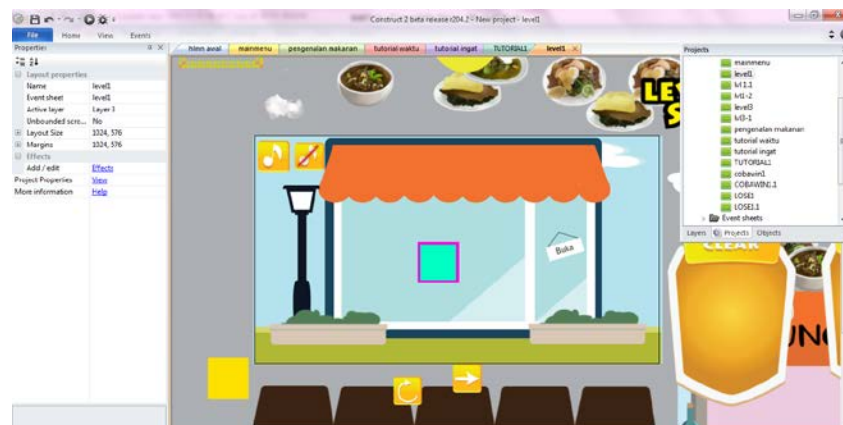 Construct 2 beta release r204.2 - New project - level1
File Home View Events
Properties
Layout properties
Name level1
Event sheet level1
Active layer Layer 3
Unbounded scro... No
Layout Size 1024, 576
Margins 1024, 576
Effects
Add / edit Effects
Project Properties View
More information Help
hlmn awal mainmenu pengenalan makanan tutorial waktu tutorial ingat TUTORIAL1 level1 ×
Buka
CLEAR
Projects
mainmenu
level1
lvl 1.1
lvl1-2
level3
lvl3-1
pengenalan makanan
tutorial waktu
tutorial ingat
TUTORIAL1
cobawin1
COBAWIN1.1
LOSE1
LOSE1.1
Event sheets
Layers Projects Objects